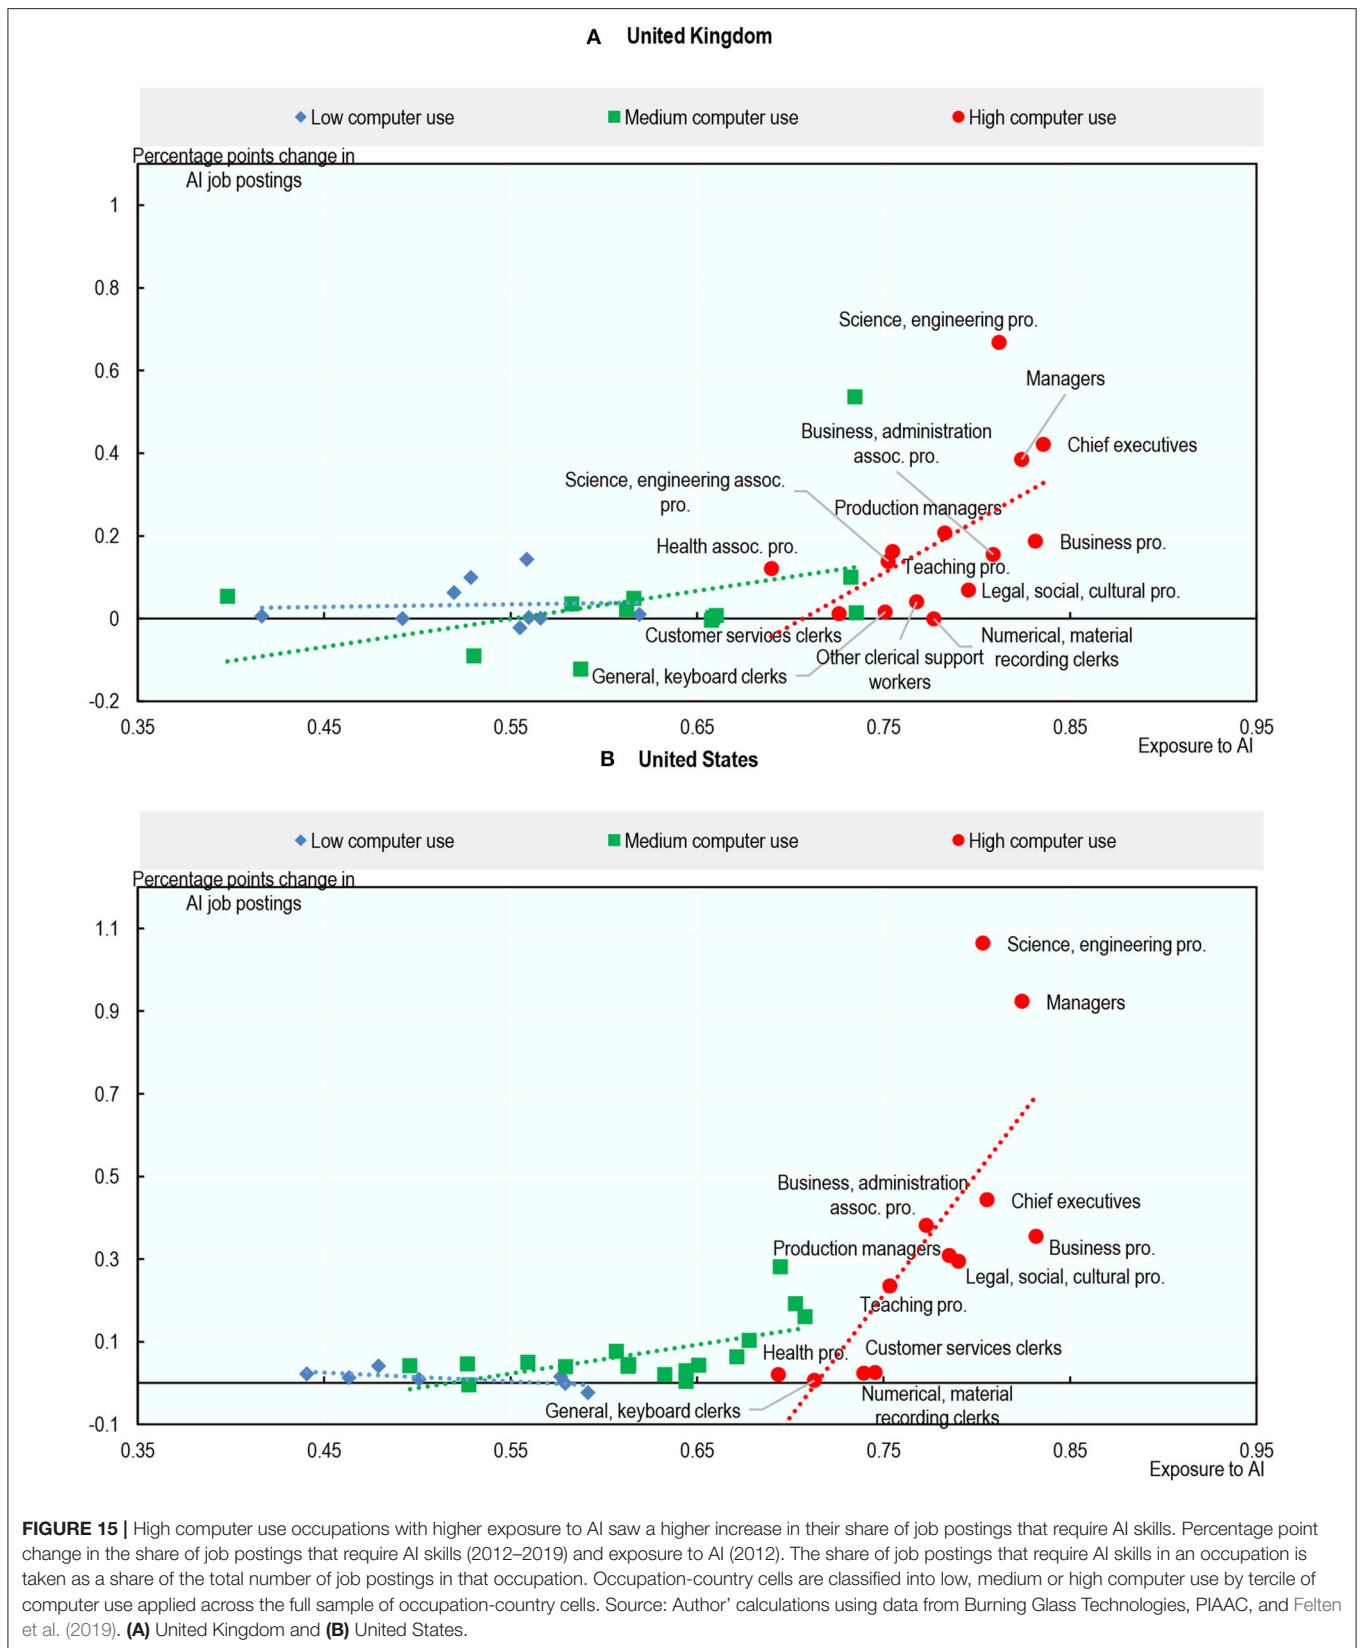 A United Kingdom
Low computer use Medium computer use High computer use
Percentage points change in
AI job postings
1
0.8
0.6
0.4
0.2
0
-0.2
Science, engineering pro.
Managers
Business, administration
assoc. pro.
Chief executives
Science, engineering assoc.
pro.
Production managers
Health assoc. pro.
Business pro.
Teaching pro.
Legal, social, cultural pro.
Customer services clerks
Numerical, material
recording clerks
Other clerical support
workers
General, keyboard clerks
0.35 0.45 0.55 0.65 0.75 0.85 0.95
Exposure to AI
B United States
Low computer use Medium computer use High computer use
Percentage points change in
AI job postings
1.1
0.9
0.7
0.5
0.3
0.1
-0.1
Science, engineering pro.
Managers
Business, administration
assoc. pro.
Chief executives
Production managers
Business pro.
Legal, social, cultural pro.
Teaching pro.
Health pro.
Customer services clerks
General, keyboard clerks
Numerical, material
recording clerks
0.35 0.45 0.55 0.65 0.75 0.85 0.95
Exposure to AI
FIGURE 15 | High computer use occupations with higher exposure to AI saw a higher increase in their share of job postings that require AI skills. Percentage point
change in the share of job postings that require AI skills (2012–2019) and exposure to AI (2012). The share of job postings that require AI skills in an occupation is
taken as a share of the total number of job postings in that occupation. Occupation-country cells are classified into low, medium or high computer use by tercile of
computer use applied across the full sample of occupation-country cells. Source: Author' calculations using data from Burning Glass Technologies, PIAAC, and Felten
et al. (2019). (A) United Kingdom and (B) United States.